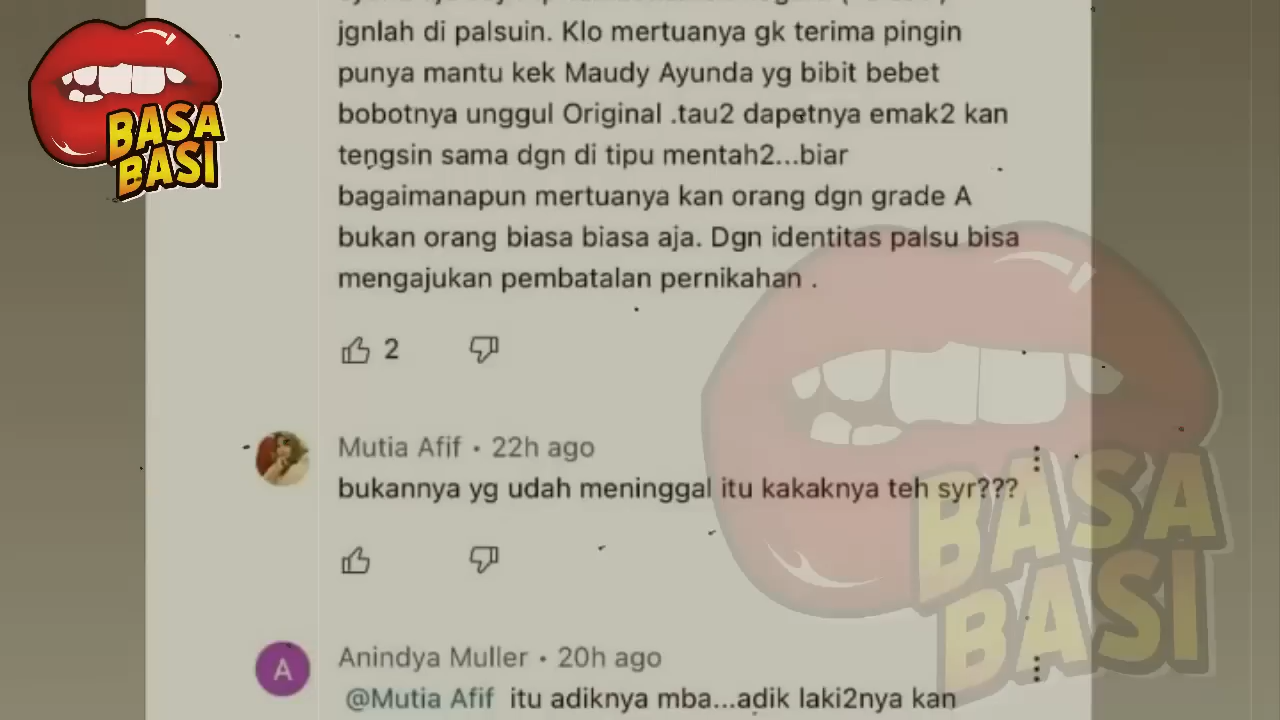 BASA
BASI
jgnlah di palsuin. Klo mertuanya gk terima pingin
punya mantu kek Maudy Ayunda yg bibit bebet
bobotnya unggul Original .tau2 dapetnya emak2 kan
tengsin sama dgn di tipu mentah2...biar
bagaimanapun mertuanya kan orang dgn grade A
bukan orang biasa biasa aja. Dgn identitas palsu bisa
mengajukan pembatalan pernikahan .
2
Mutia Afif • 22h ago
bukannya yg udah meninggal itu kakaknya teh syr???
A
Anindya Muller • 20h ago
@Mutia Afif itu adiknya mba...adik laki2nya kan
BASA
BASI